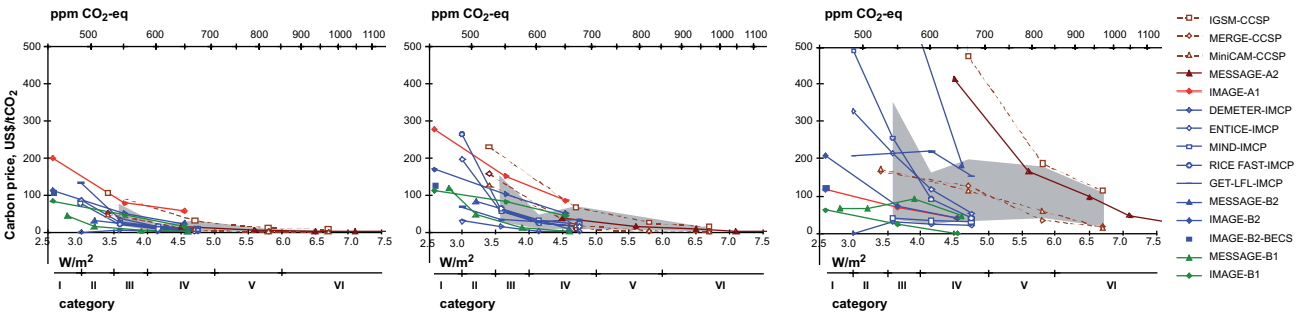 ppm CO2-eq
500 600 700 800 900 1000 1100
Carbon price, US$/tCO2
500
400
300
200
100
0
2.5 3.0 3.5 4.0 4.5 5.0 5.5 6.0 6.5 7.0 7.5
W/m²
I II III IV V VI
category
ppm CO2-eq
500 600 700 800 900 1000 1100
500
400
300
200
100
0
2.5 3.0 3.5 4.0 4.5 5.0 5.5 6.0 6.5 7.0 7.5
W/m²
I II III IV V VI
category
ppm CO2-eq
500 600 700 800 900 1000 1100
500
400
300
200
100
0
2.5 3.0 3.5 4.0 4.5 5.0 5.5 6.0 6.5 7.0 7.5
W/m²
I II III IV V VI
category
IGSM-CCSP
MERGE-CCSP
MiniCAM-CCSP
MESSAGE-A2
IMAGE-A1
DEMETER-IMCP
ENTICE-IMCP
MIND-IMCP
RICE FAST-IMCP
GET-LFL-IMCP
MESSAGE-B2
IMAGE-B2
IMAGE-B2-BECS
MESSAGE-B1
IMAGE-B1